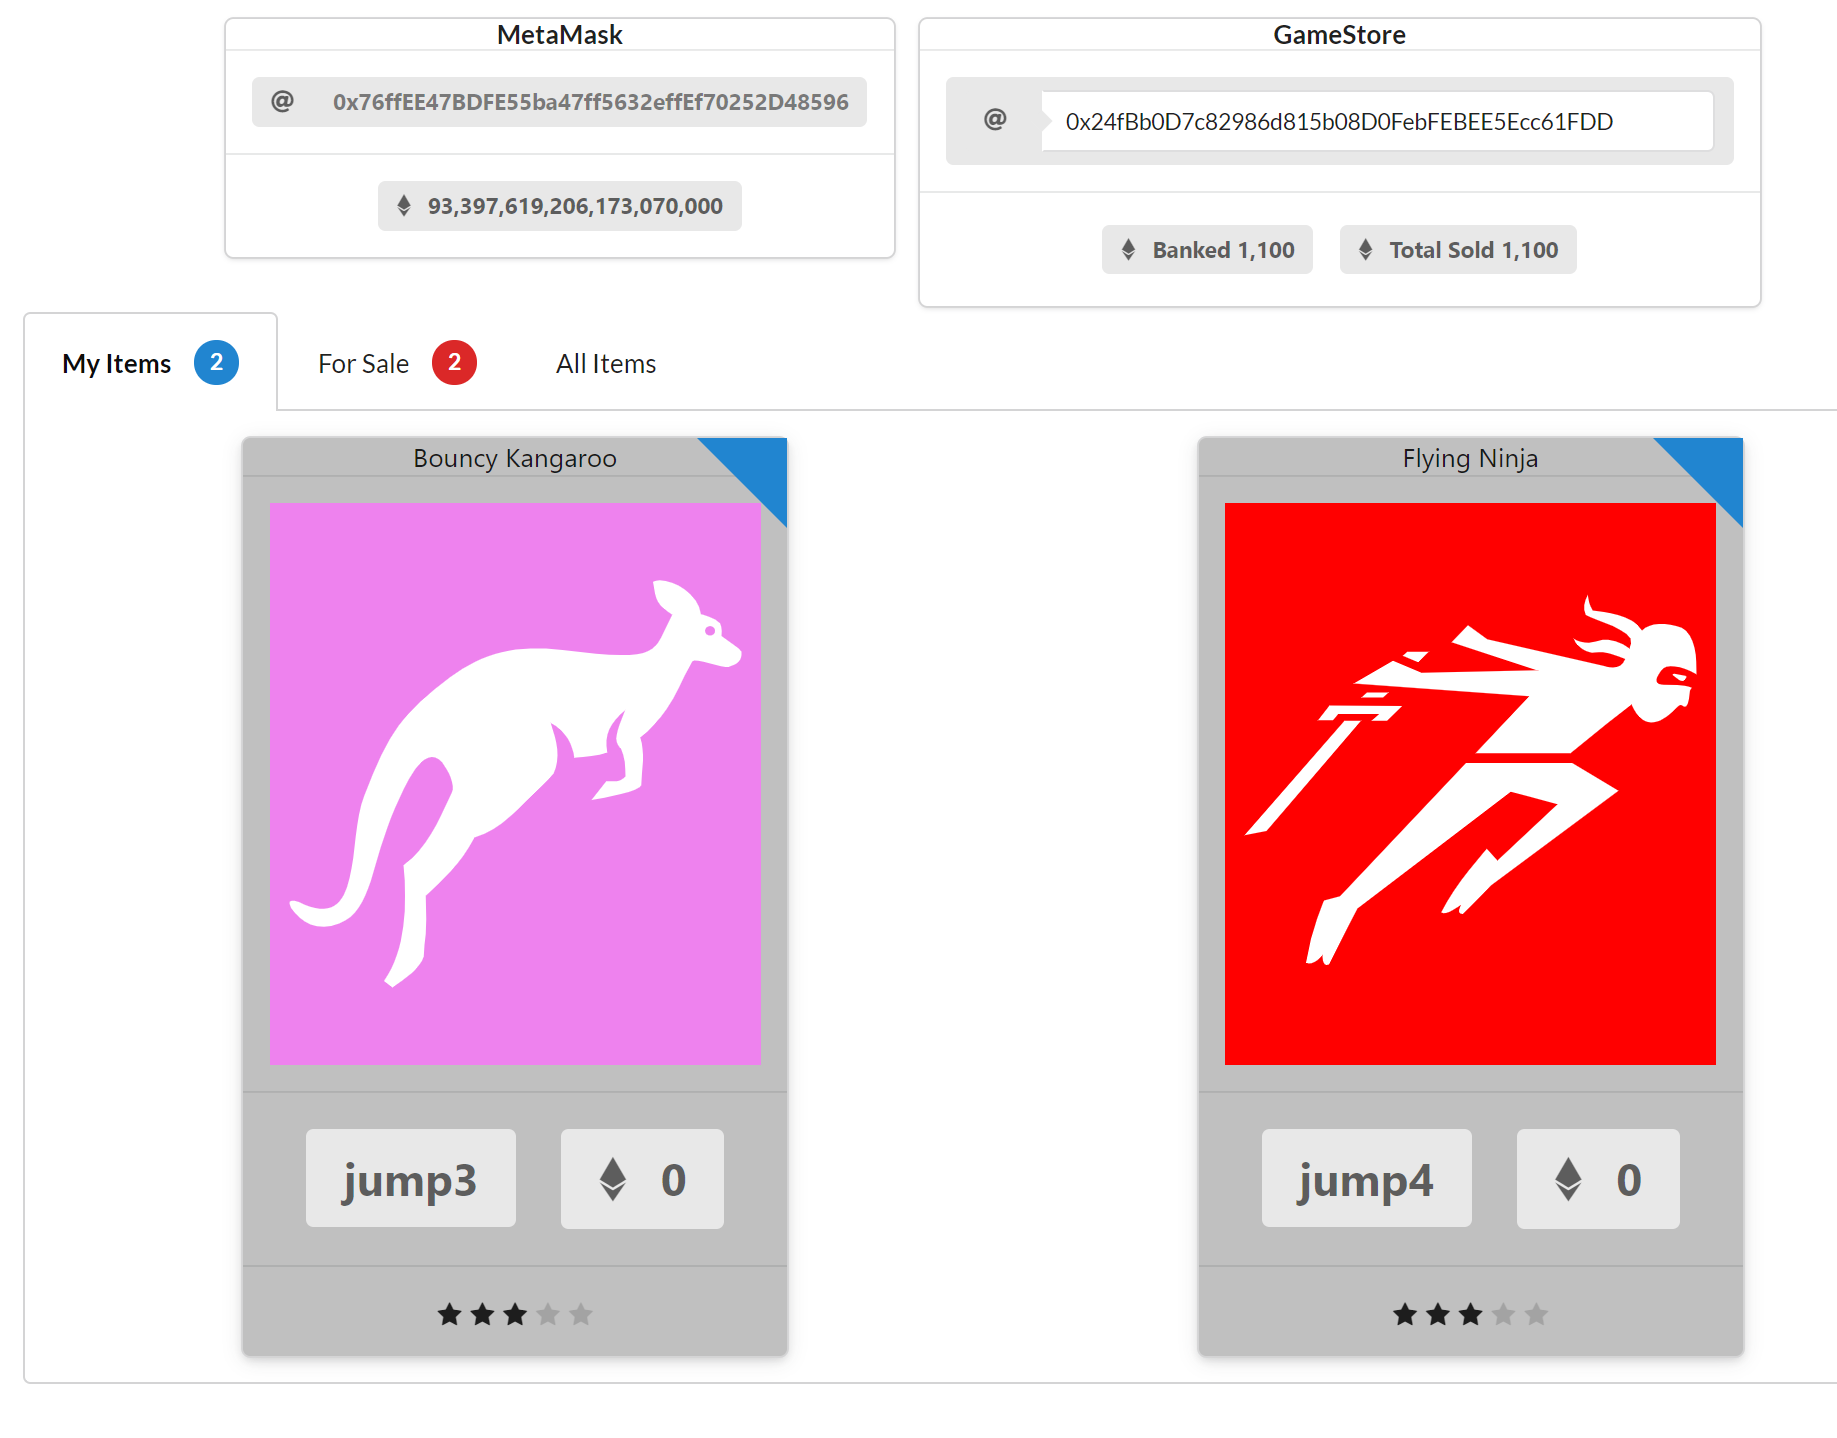 MetaMask
@ 0x76ffEE47BDFE55ba47ff5632effEf70252D48596
93,397,619,206,173,070,000
GameStore
@ 0x24fBb0D7c82986d815b08D0FebFEBEE5Ecc61FDD
Banked 1,100 Total Sold 1,100
My Items 2 For Sale 2 All Items
Bouncy Kangaroo
jump3 0
Flying Ninja
jump4 0